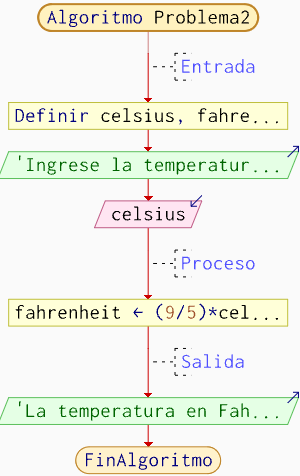 Algoritmo Problema2
Entrada
Definir celsius, fahre...
'Ingrese la temperatur...
celsius
Proceso
fahrenheit ← (9/5)*cel...
Salida
'La temperatura en Fah...
FinAlgoritmo